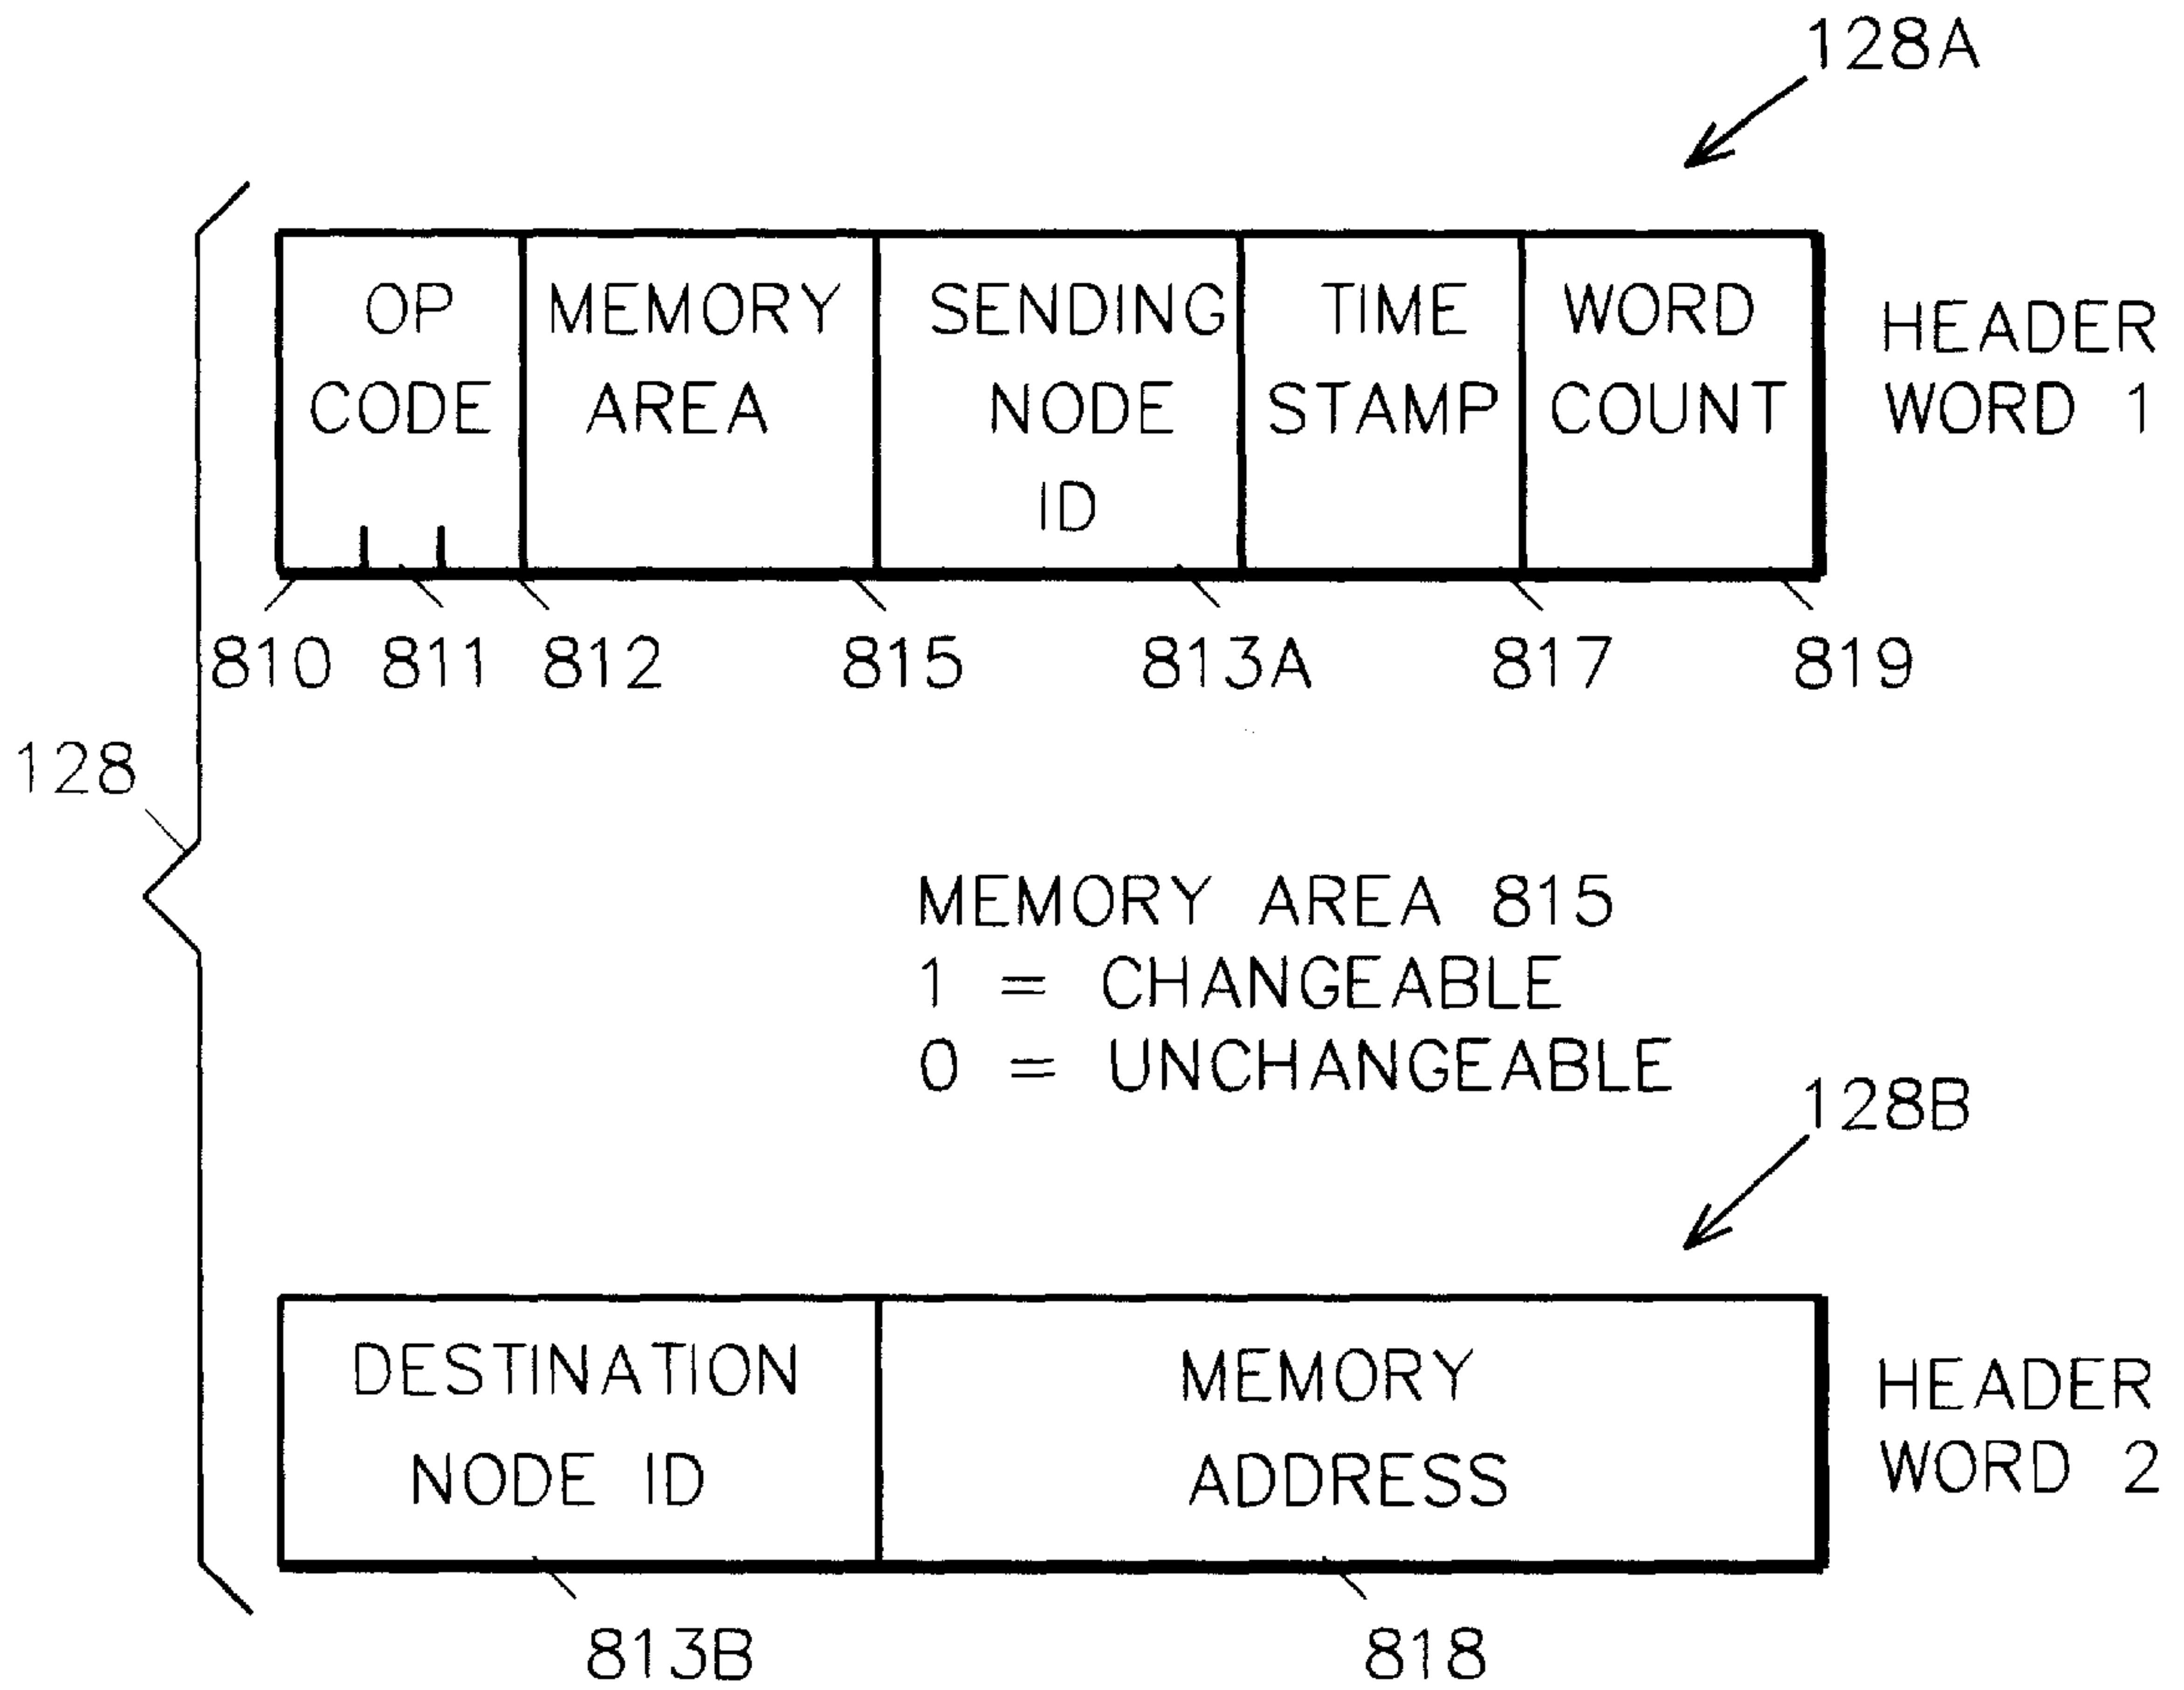 128A
OP CODE
MEMORY AREA
SENDING NODE ID
TIME STAMP
WORD COUNT
HEADER
WORD 1
810 811 812 815 813A 817 819
128
MEMORY AREA 815
1 = CHANGEABLE
0 = UNCHANGEABLE
128B
DESTINATION
NODE ID
MEMORY
ADDRESS
HEADER
WORD 2
813B 818